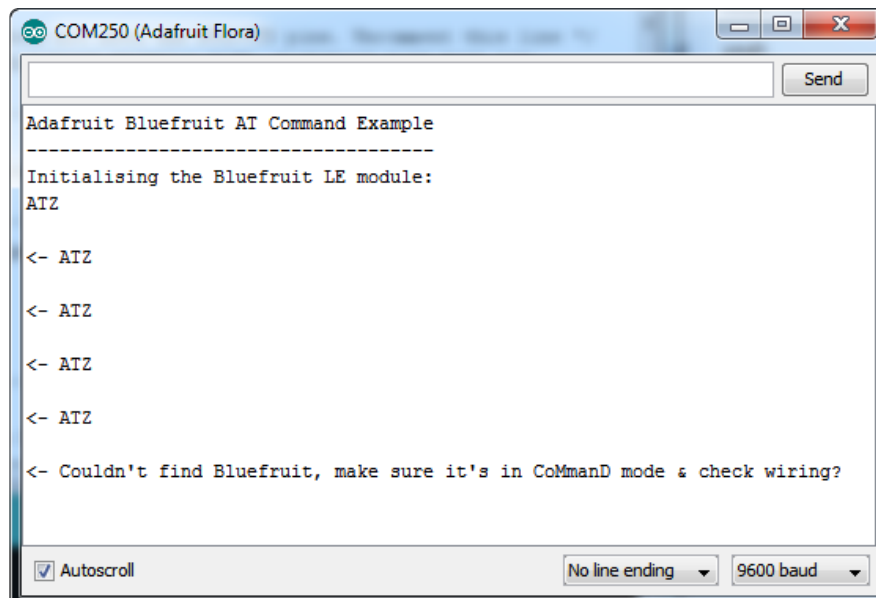 COM250 (Adafruit Flora)
Send
Adafruit Bluefruit AT Command Example
-------------------------------------
Initialising the Bluefruit LE module:
ATZ
<- ATZ
<- ATZ
<- ATZ
<- ATZ
<- Couldn't find Bluefruit, make sure it's in CoMmanD mode & check wiring?
Autoscroll
No line ending
9600 baud